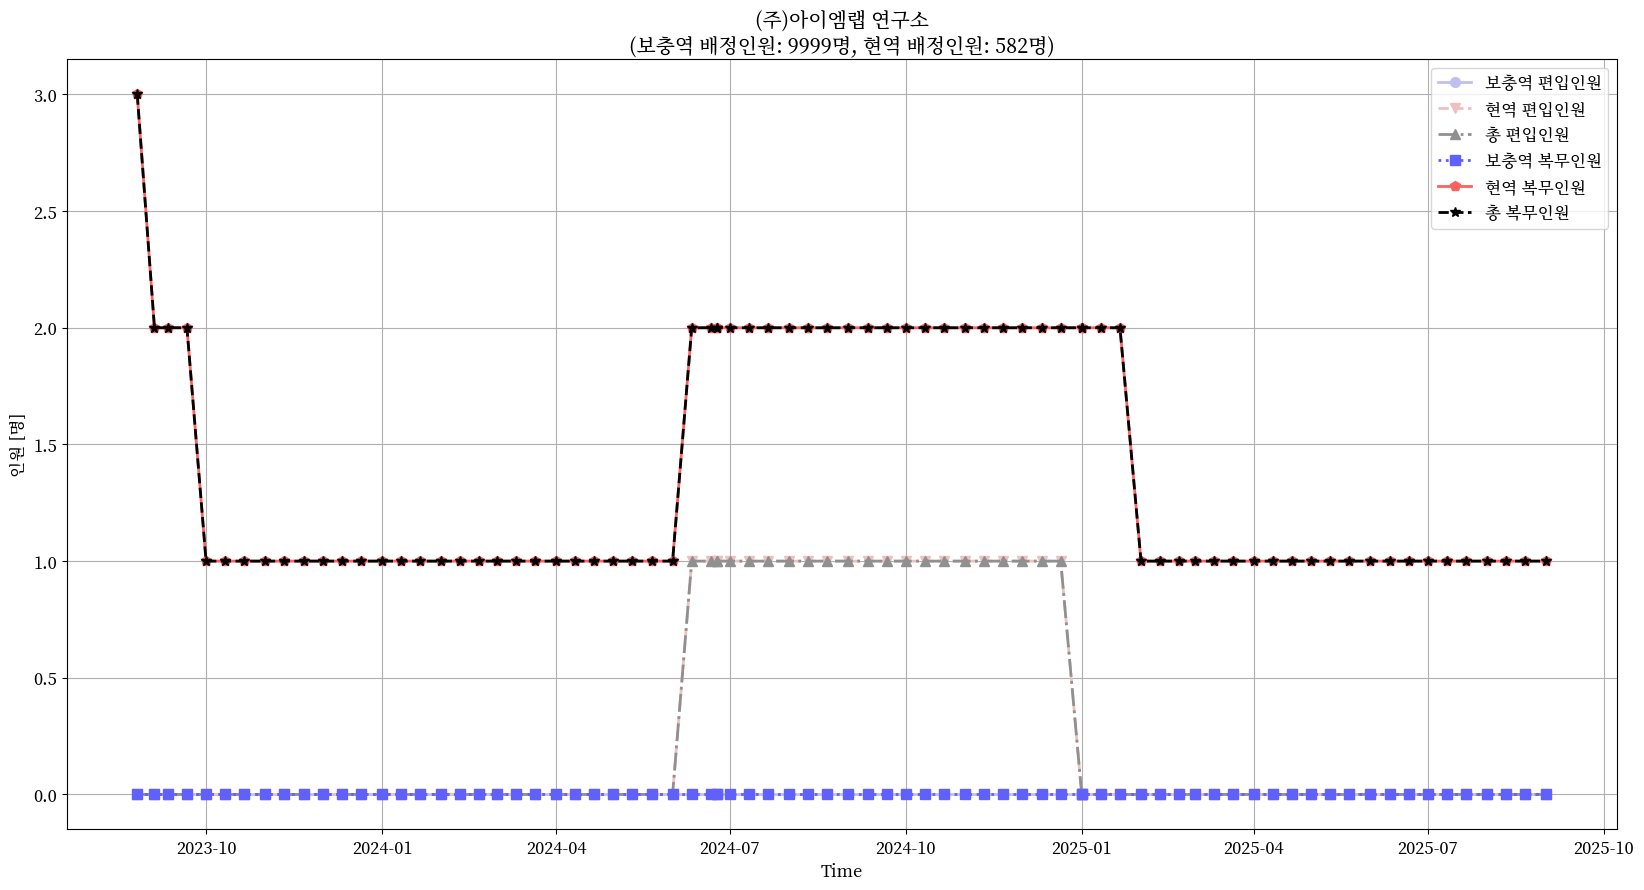 (주)아이엠랩 연구소
(보충역 배정인원: 9999명, 현역 배정인원: 582명)
보충역 편입인원
현역 편입인원
총 편입인원
보충역 복무인원
현역 복무인원
총 복무인원
3.0
2.5
2.0
1.5
1.0
0.5
0.0
인원 [명]
2023-10
2024-01
2024-04
2024-07
2024-10
2025-01
2025-04
2025-07
2025-10
Time